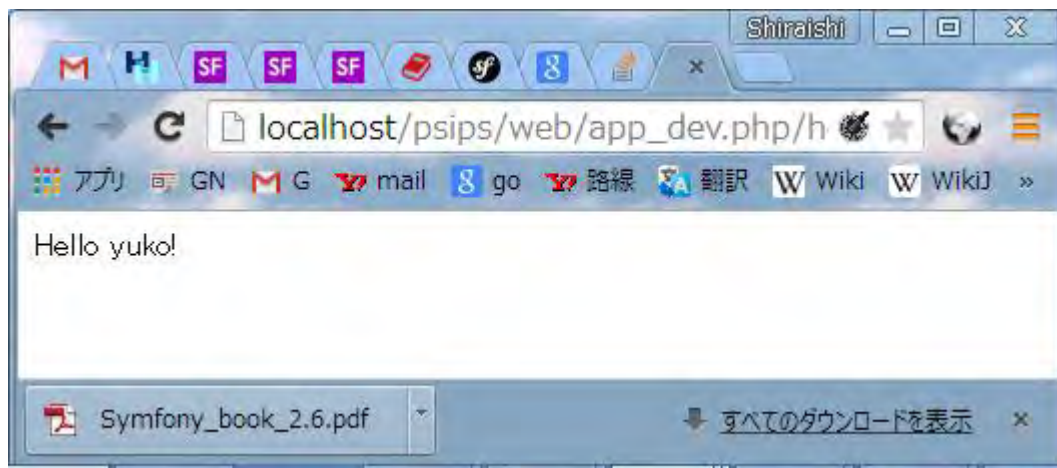 Shiraishi
SF SF SF sf 8
localhost/psips/web/app_dev.php/h
アプリ GN G mail 8 go 路線 翻訳 W Wiki W WikiJ »
Hello yuko!
Symfony_book_2.6.pdf すべてのダウンロードを表示